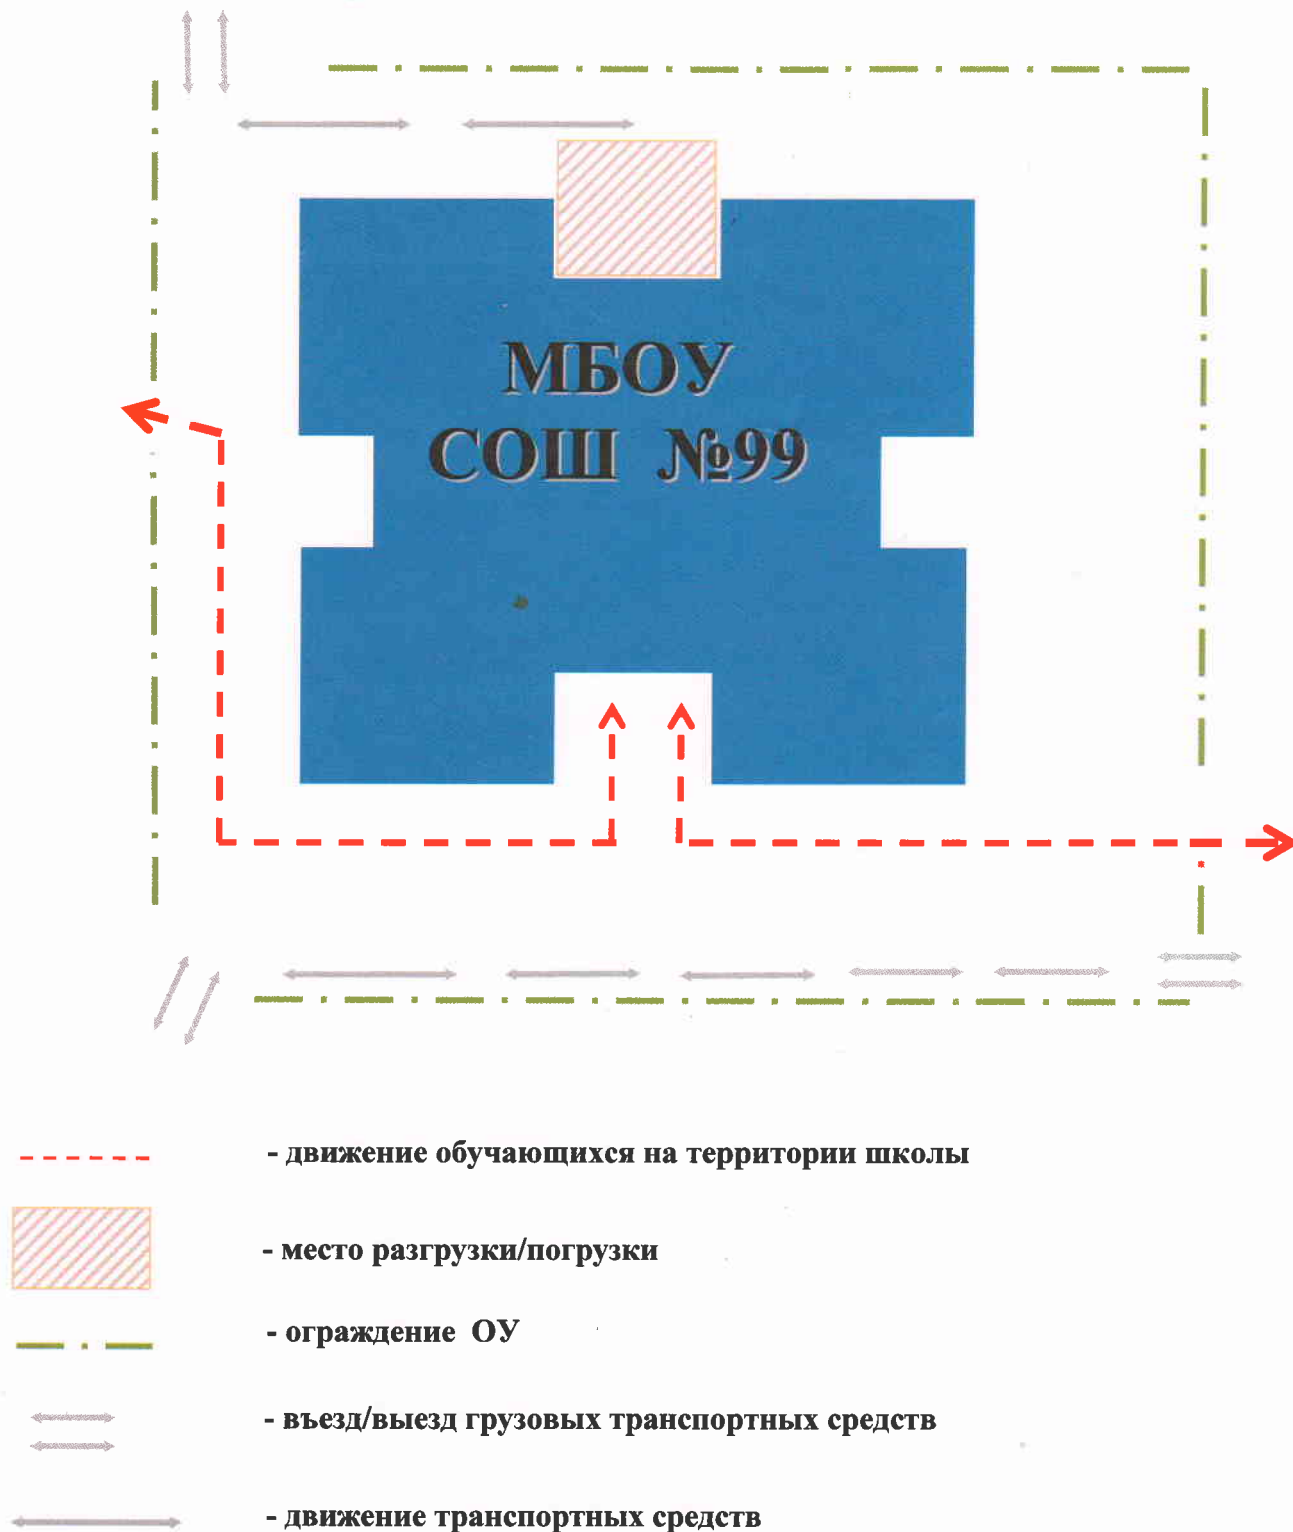 МБОУ
СОШ №99
- движение обучающихся на территории школы
- место разгрузки/погрузки
- ограждение ОУ
- въезд/выезд грузовых транспортных средств
- движение транспортных средств